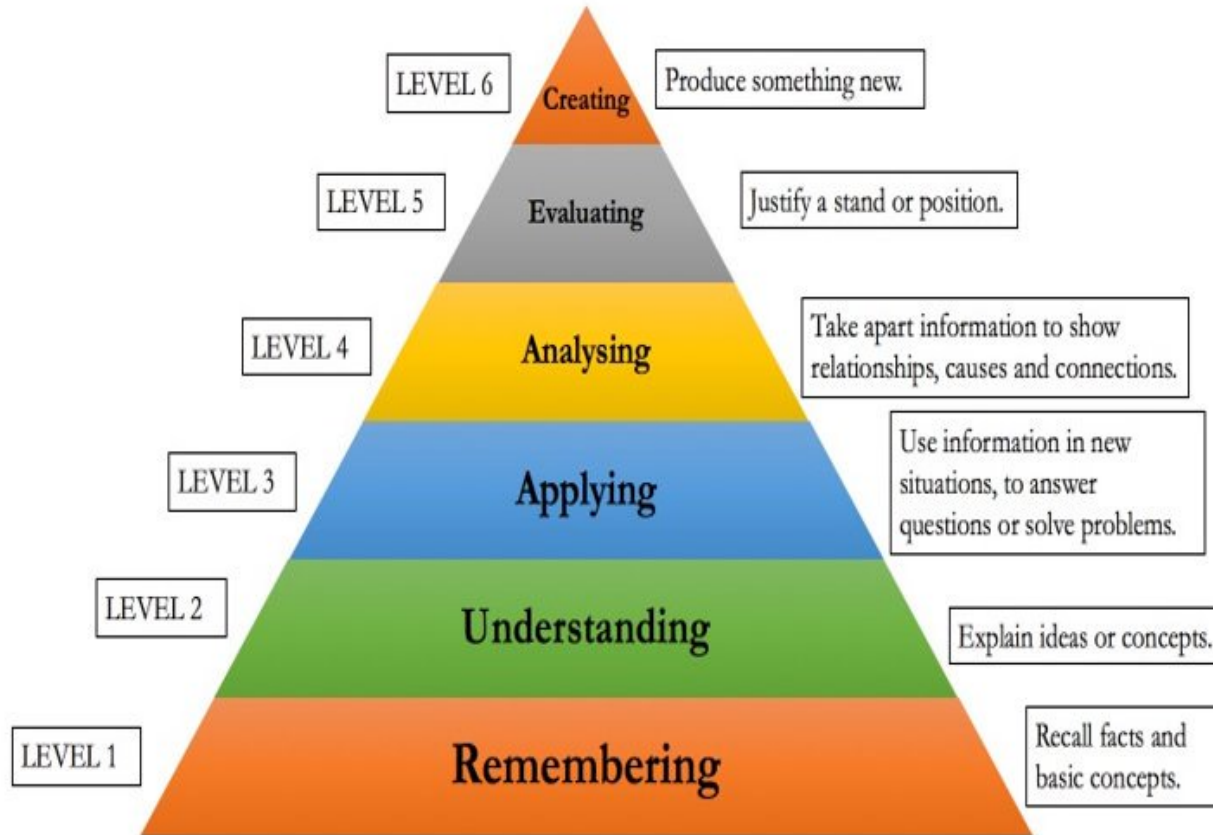 LEVEL 6
Creating
Produce something new.
LEVEL 5
Evaluating
Justify a stand or position.
LEVEL 4
Analysing
Take apart information to show
relationships, causes and connections.
LEVEL 3
Applying
Use information in new
situations, to answer
questions or solve problems.
LEVEL 2
Understanding
Explain ideas or concepts.
LEVEL 1
Remembering
Recall facts and
basic concepts.